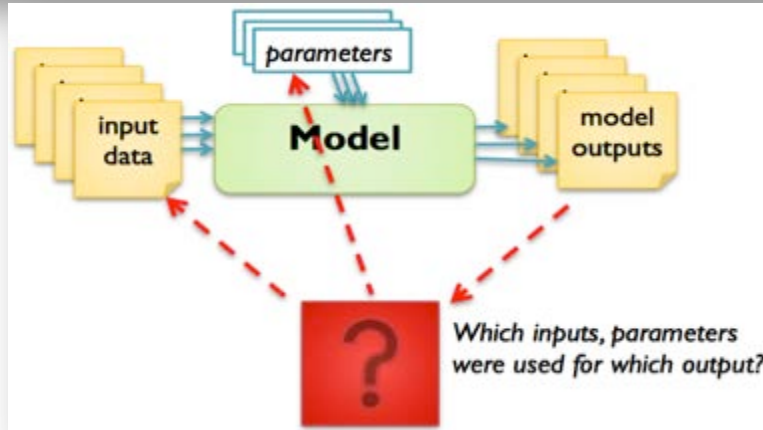 parameters
input
data
Model
model
outputs
?
Which inputs, parameters
were used for which output?